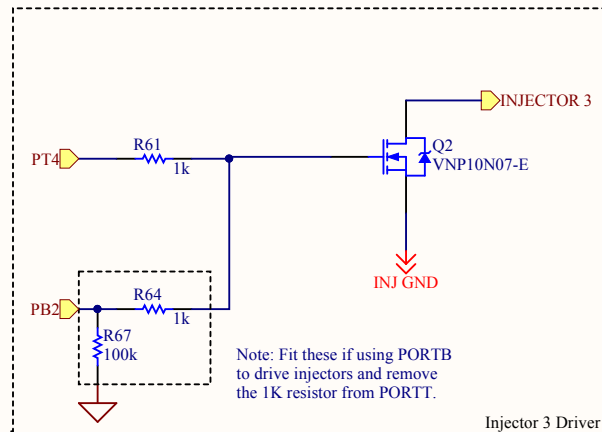 INJECTOR 3
R61
PT4
1k
Q2
VNP10N07-E
INJ GND
R64
PB2
1k
R67
100k
Note: Fit these if using PORTB
to drive injectors and remove
the 1K resistor from PORTT.
Injector 3 Driver